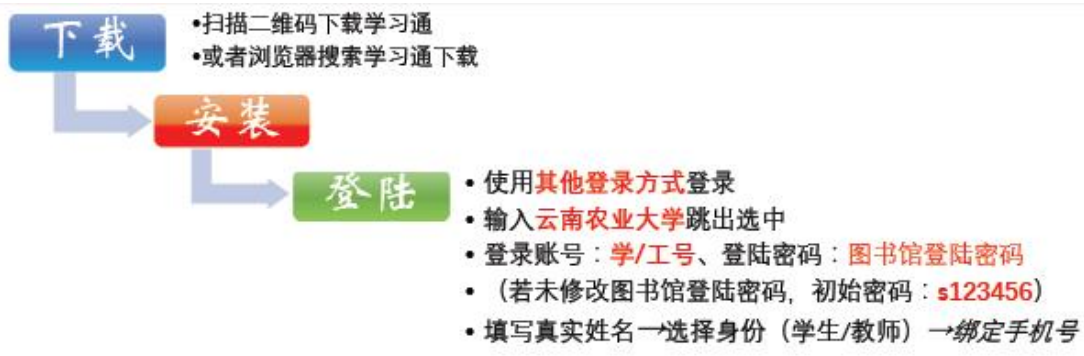 下载
•扫描二维码下载学习通
•或者浏览器搜索学习通下载
安装
登陆
• 使用其他登录方式登录
• 输入云南农业大学跳出选中
• 登录账号：学/工号、登陆密码：图书馆登陆密码
• （若未修改图书馆登陆密码，初始密码：s123456）
• 填写真实姓名→选择身份（学生/教师）→绑定手机号